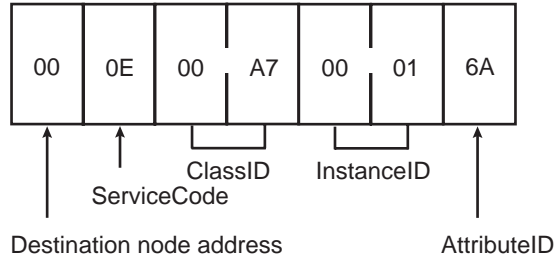 00 0E 00 A7 00 01 6A
ClassID InstanceID
ServiceCode
Destination node address AttributeID